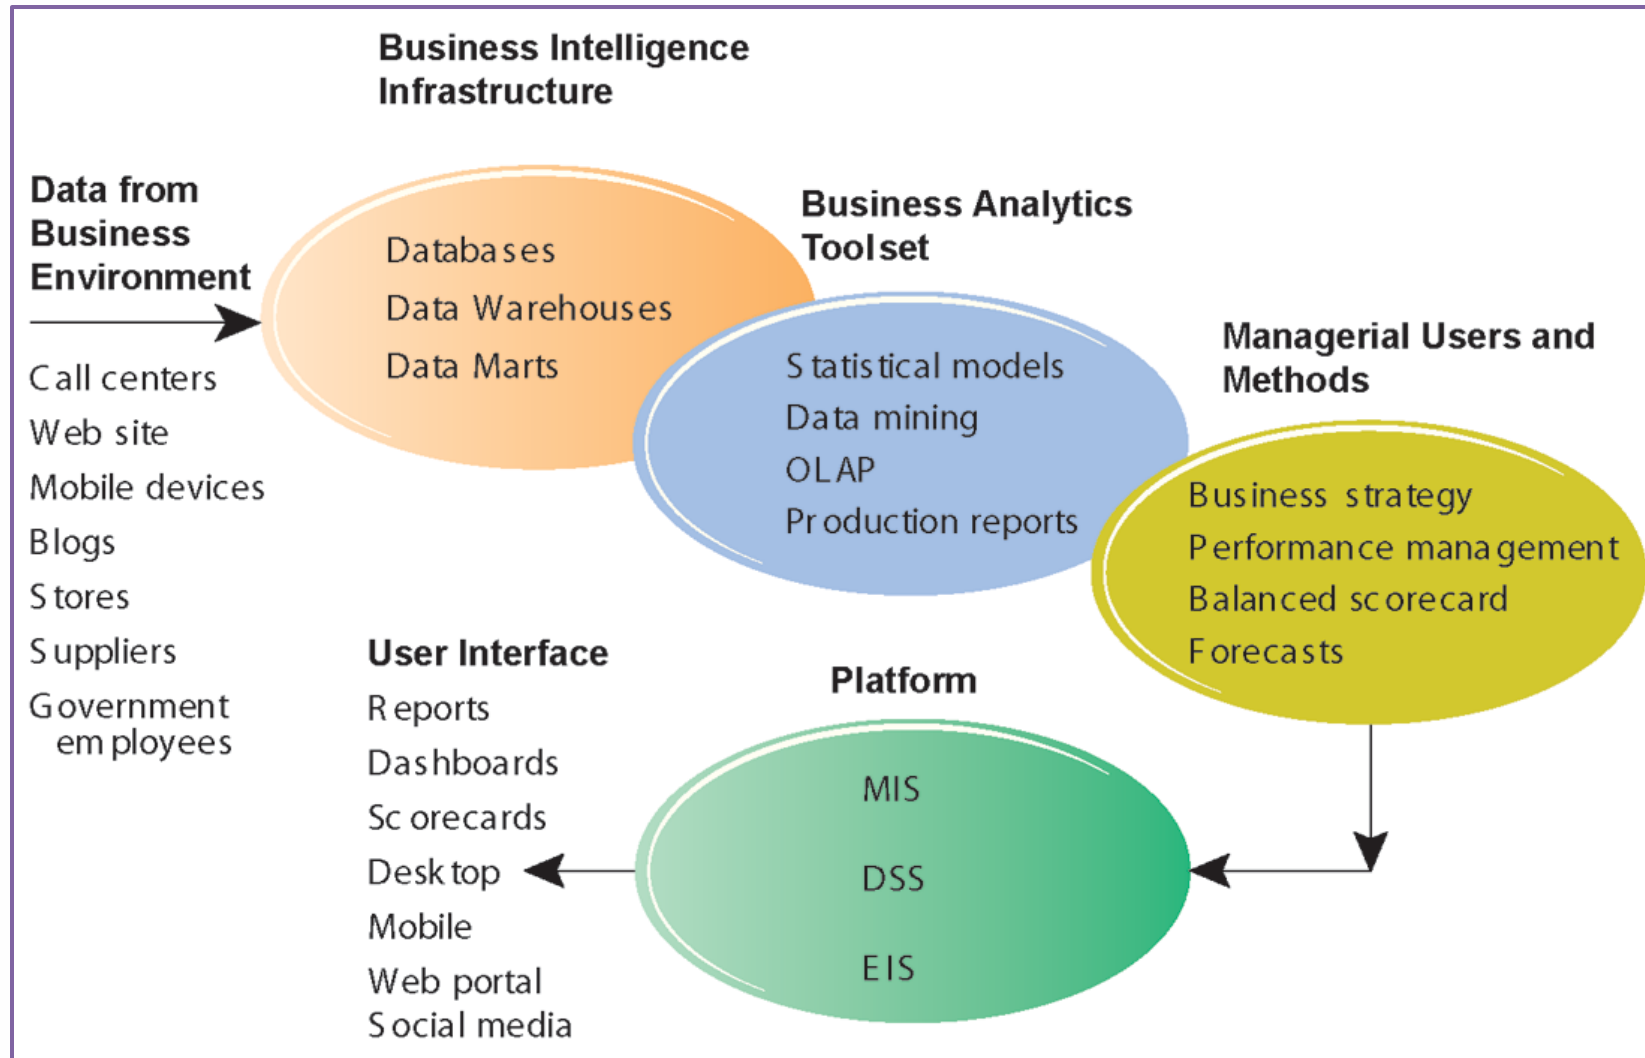 Business Intelligence
Infrastructure
Data from
Business
Environment
Databases
Data Warehouses
Data Marts
Business Analytics
Toolset
Statistical models
Data mining
OLAP
Production reports
Managerial Users and
Methods
Business strategy
Performance management
Balanced scorecard
Forecasts
Call centers
Web site
Mobile devices
Blogs
Stores
Suppliers
Government
employees
User Interface
Reports
Dashboards
Scorecards
Desktop
Mobile
Web portal
Social media
Platform
MIS
DSS
EIS